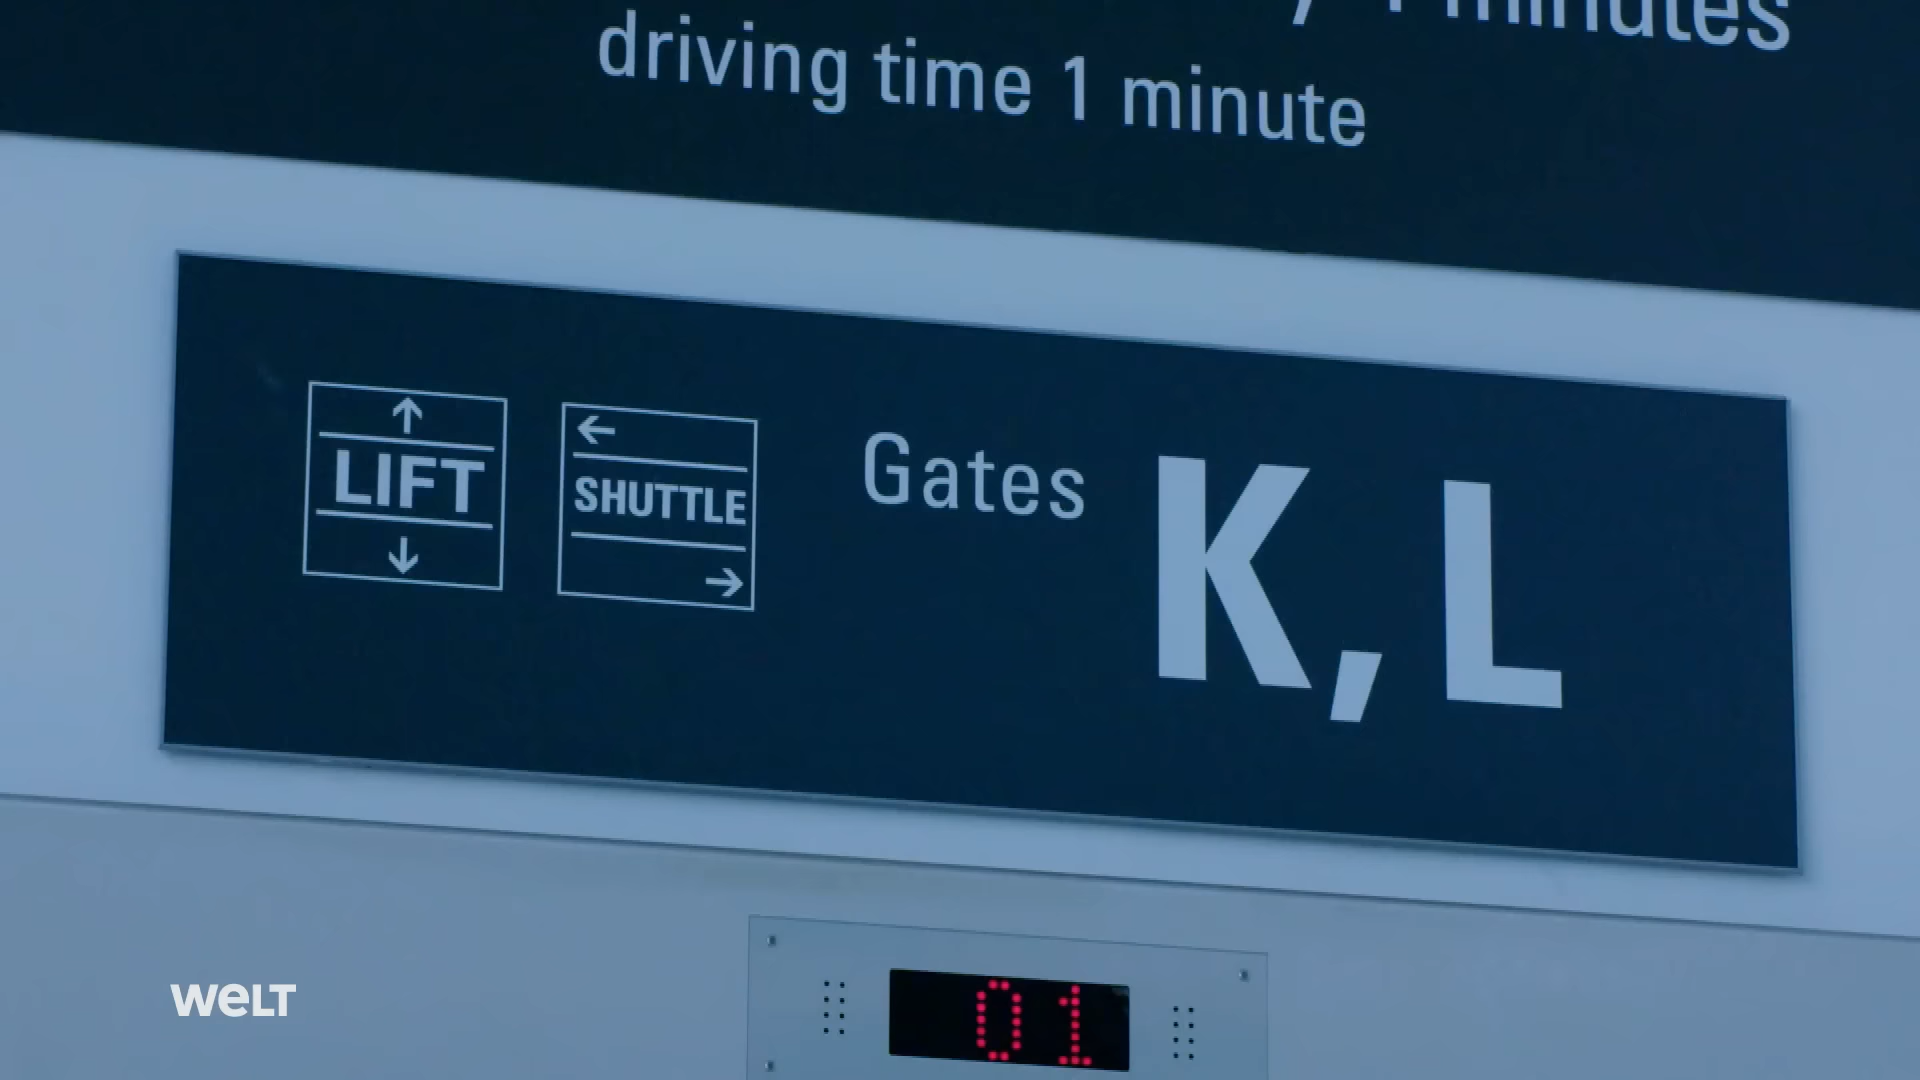 minutes
driving time 1 minute
LIFT
SHUTTLE
Gates K, L
01
WELT